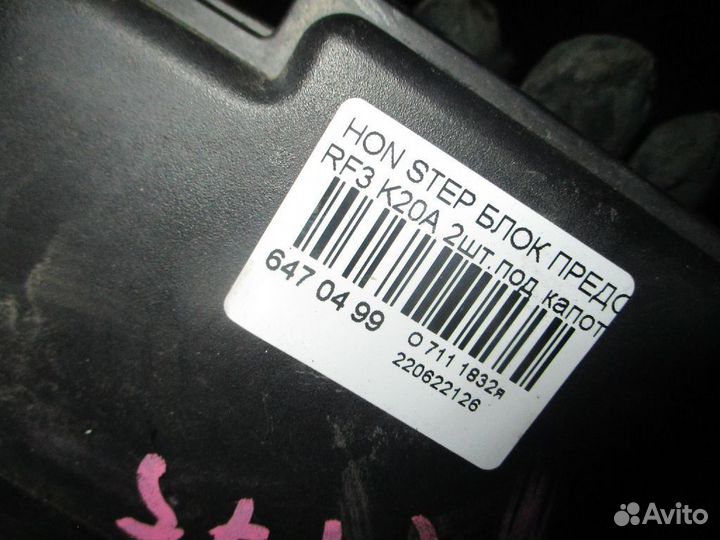 HON STEP БЛОК ПРЕДО
RF3 K20A 2шт под капот
647 04 99
О 711 1832я
220622126
Avito